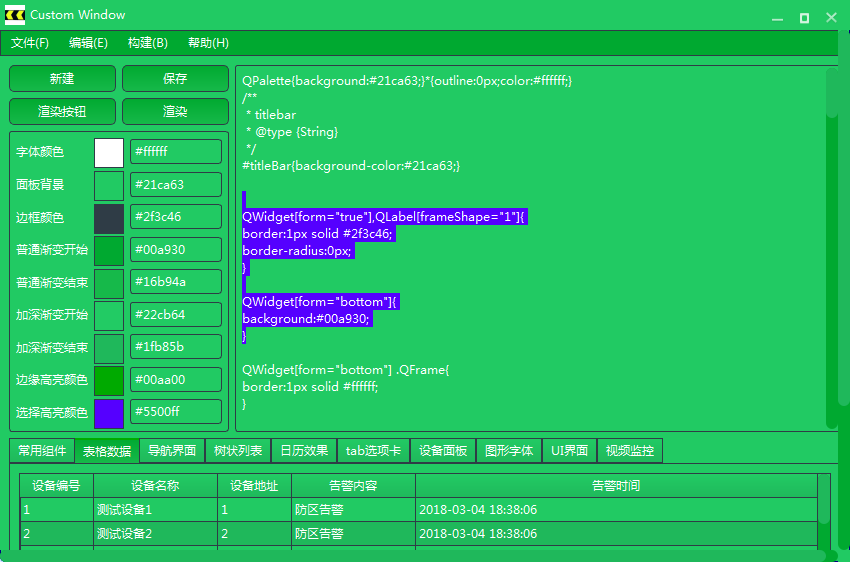 Custom Window
文件(F) 编辑(E) 构建(B) 帮助(H)
新建 保存
渲染按钮 渲染
字体颜色 #ffffff
面板背景 #21ca63
边框颜色 #2f3c46
普通渐变开始 #00a930
普通渐变结束 #16b94a
加深渐变开始 #22cb64
加深渐变结束 #1fb85b
边缘高亮颜色 #00aa00
选择高亮颜色 #5500ff
QPalette{background:#21ca63;}*{outline:0px;color:#ffffff;}
/**
* titlebar
* @type {String}
*/
#titleBar{background-color:#21ca63;}
QWidget[form="true"],QLabel[frameShape="1"]{
border:1px solid #2f3c46;
border-radius:0px;
}
QWidget[form="bottom"]{
background:#00a930;
}
QWidget[form="bottom"] .QFrame{
border:1px solid #ffffff;
}
常用组件 表格数据 导航界面 树状列表 日历效果 tab选项卡 设备面板 图形字体 UI界面 视频监控
设备编号 设备名称 设备地址 告警内容 告警时间
1 测试设备1 1 防区告警 2018-03-04 18:38:06
2 测试设备2 2 防区告警 2018-03-04 18:38:06